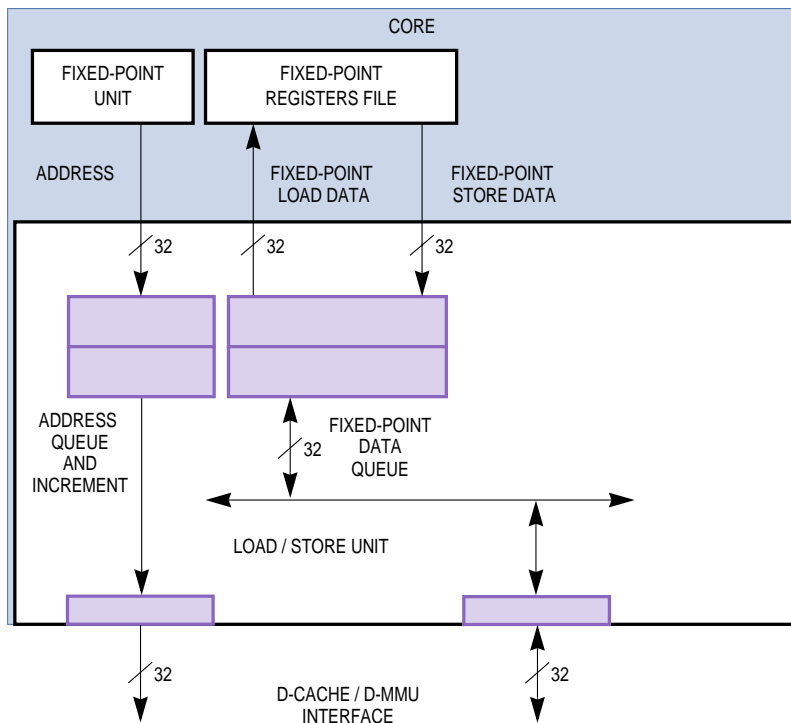 CORE
FIXED-POINT
UNIT
FIXED-POINT
REGISTERS FILE
ADDRESS
FIXED-POINT
LOAD DATA
FIXED-POINT
STORE DATA
32
32
32
ADDRESS
QUEUE
AND
INCREMENT
FIXED-POINT
DATA
QUEUE
32
LOAD / STORE UNIT
32
32
D-CACHE / D-MMU
INTERFACE